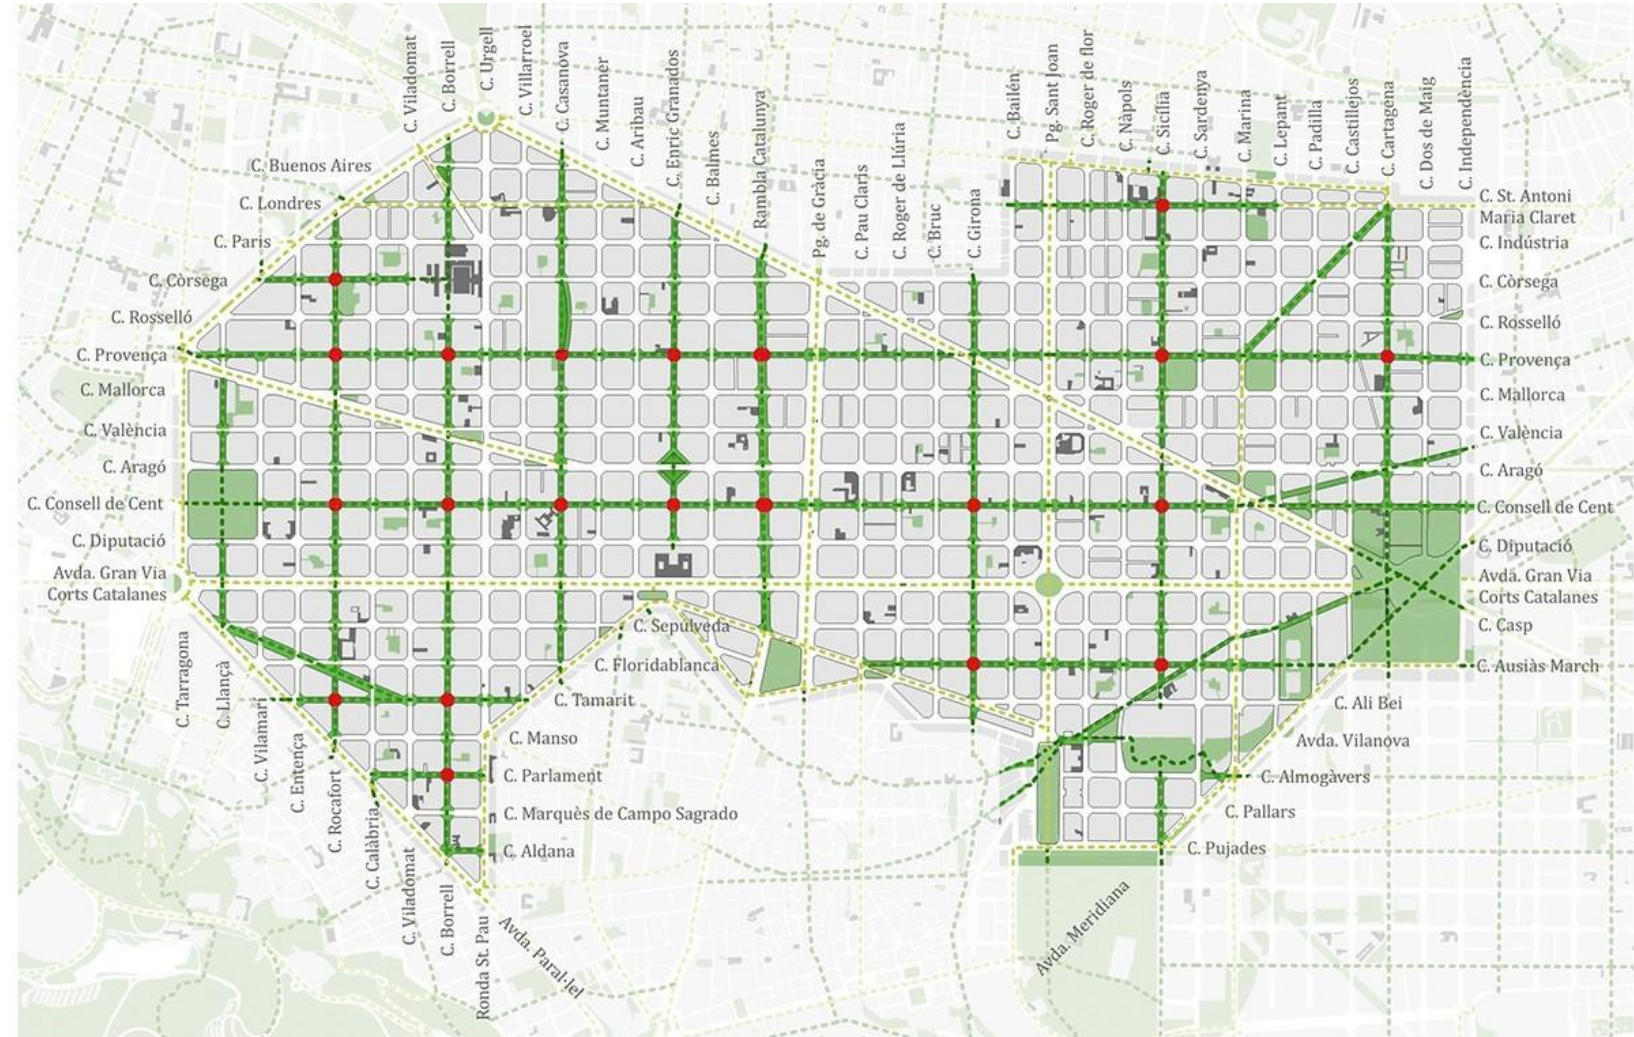 C. Viladomat
C. Borrell
C. Urgell
C. Villarroel
C. Casanova
C. Muntaner
C. Aribau
C. Enric Granados
C. Balmes
Rambla Catalunya
Pg. de Gràcia
C. Pau Claris
C. Roger de Llúria
C. Bruc
C. Girona
C. Bailén
Pg. Sant Joan
C. Roger de flor
C. Nàpols
C. Sicília
C. Sardenya
C. Marina
C. Lepant
C. Padilla
C. Castillejos
C. Cartagena
C. Dos de Maig
C. Independència
C. Buenos Aires
C. Londres
C. Paris
C. Còrsega
C. Rosselló
C. Provença
C. Mallorca
C. València
C. Aragó
C. Consell de Cent
C. Diputació
Avda. Gran Via
Corts Catalanes
C. St. Antoni
Maria Claret
C. Indústria
C. Còrsega
C. Rosselló
C. Provença
C. Mallorca
C. València
C. Aragó
C. Consell de Cent
C. Diputació
Avda. Gran Via
Corts Catalanes
C. Casp
C. Ausiàs March
C. Ali Bei
Avda. Vilanova
C. Almogàvers
C. Pallars
C. Pujades
Avda. Meridiana
C. Sepúlveda
C. Floridablanca
C. Tamarit
C. Manso
C. Parlament
C. Marquès de Campo Sagrado
C. Aldana
C. Tarragona
C. Llançà
C. Vilamarí
C. Entença
C. Rocafort
C. Calàbria
C. Viladomat
C. Borrell
Ronda St. Pau
Avda. Paral·lel